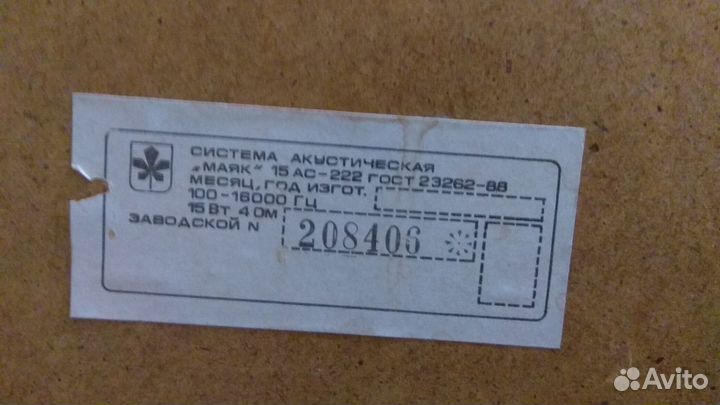 СИСТЕМА АКУСТИЧЕСКАЯ
„МАЯК“ 15 АС-222 ГОСТ 23262-88
МЕСЯЦ, ГОД ИЗГОТ.
100-16000 ГЦ
15 ВТ 4 ОМ
ЗАВОДСКОЙ N 208406
Avito